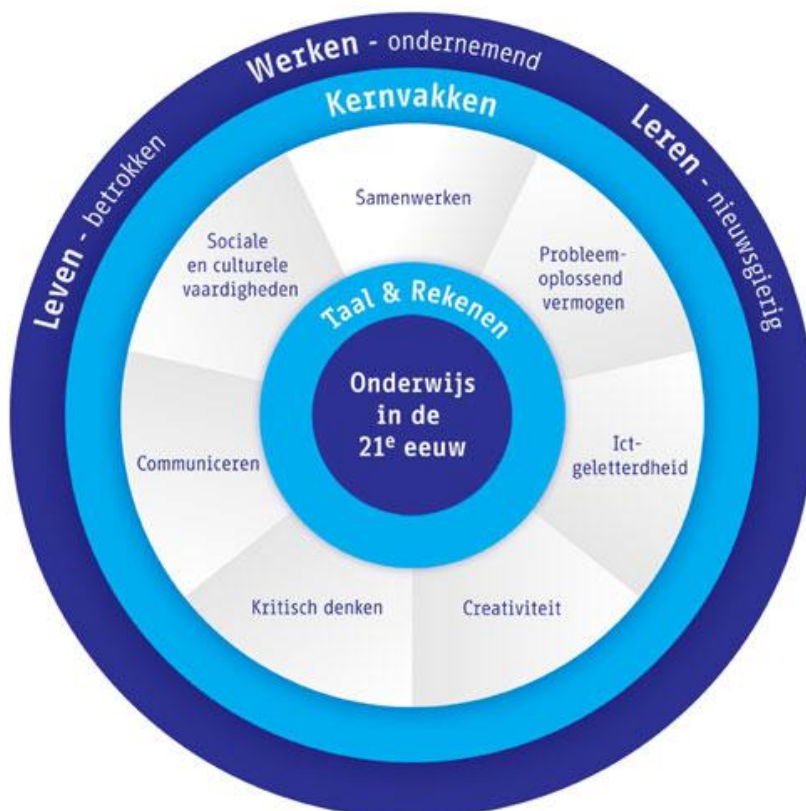 Werken - ondernemend
Leven - betrokken
Leren - nieuwsgierig
Kernvakken
Samenwerken
Sociale
en culturele
vaardigheden
Probleem-
oplossend
vermogen
Taal & Rekenen
Onderwijs
in de
21e eeuw
Communiceren
Ict-
geletterdheid
Kritisch denken
Creativiteit